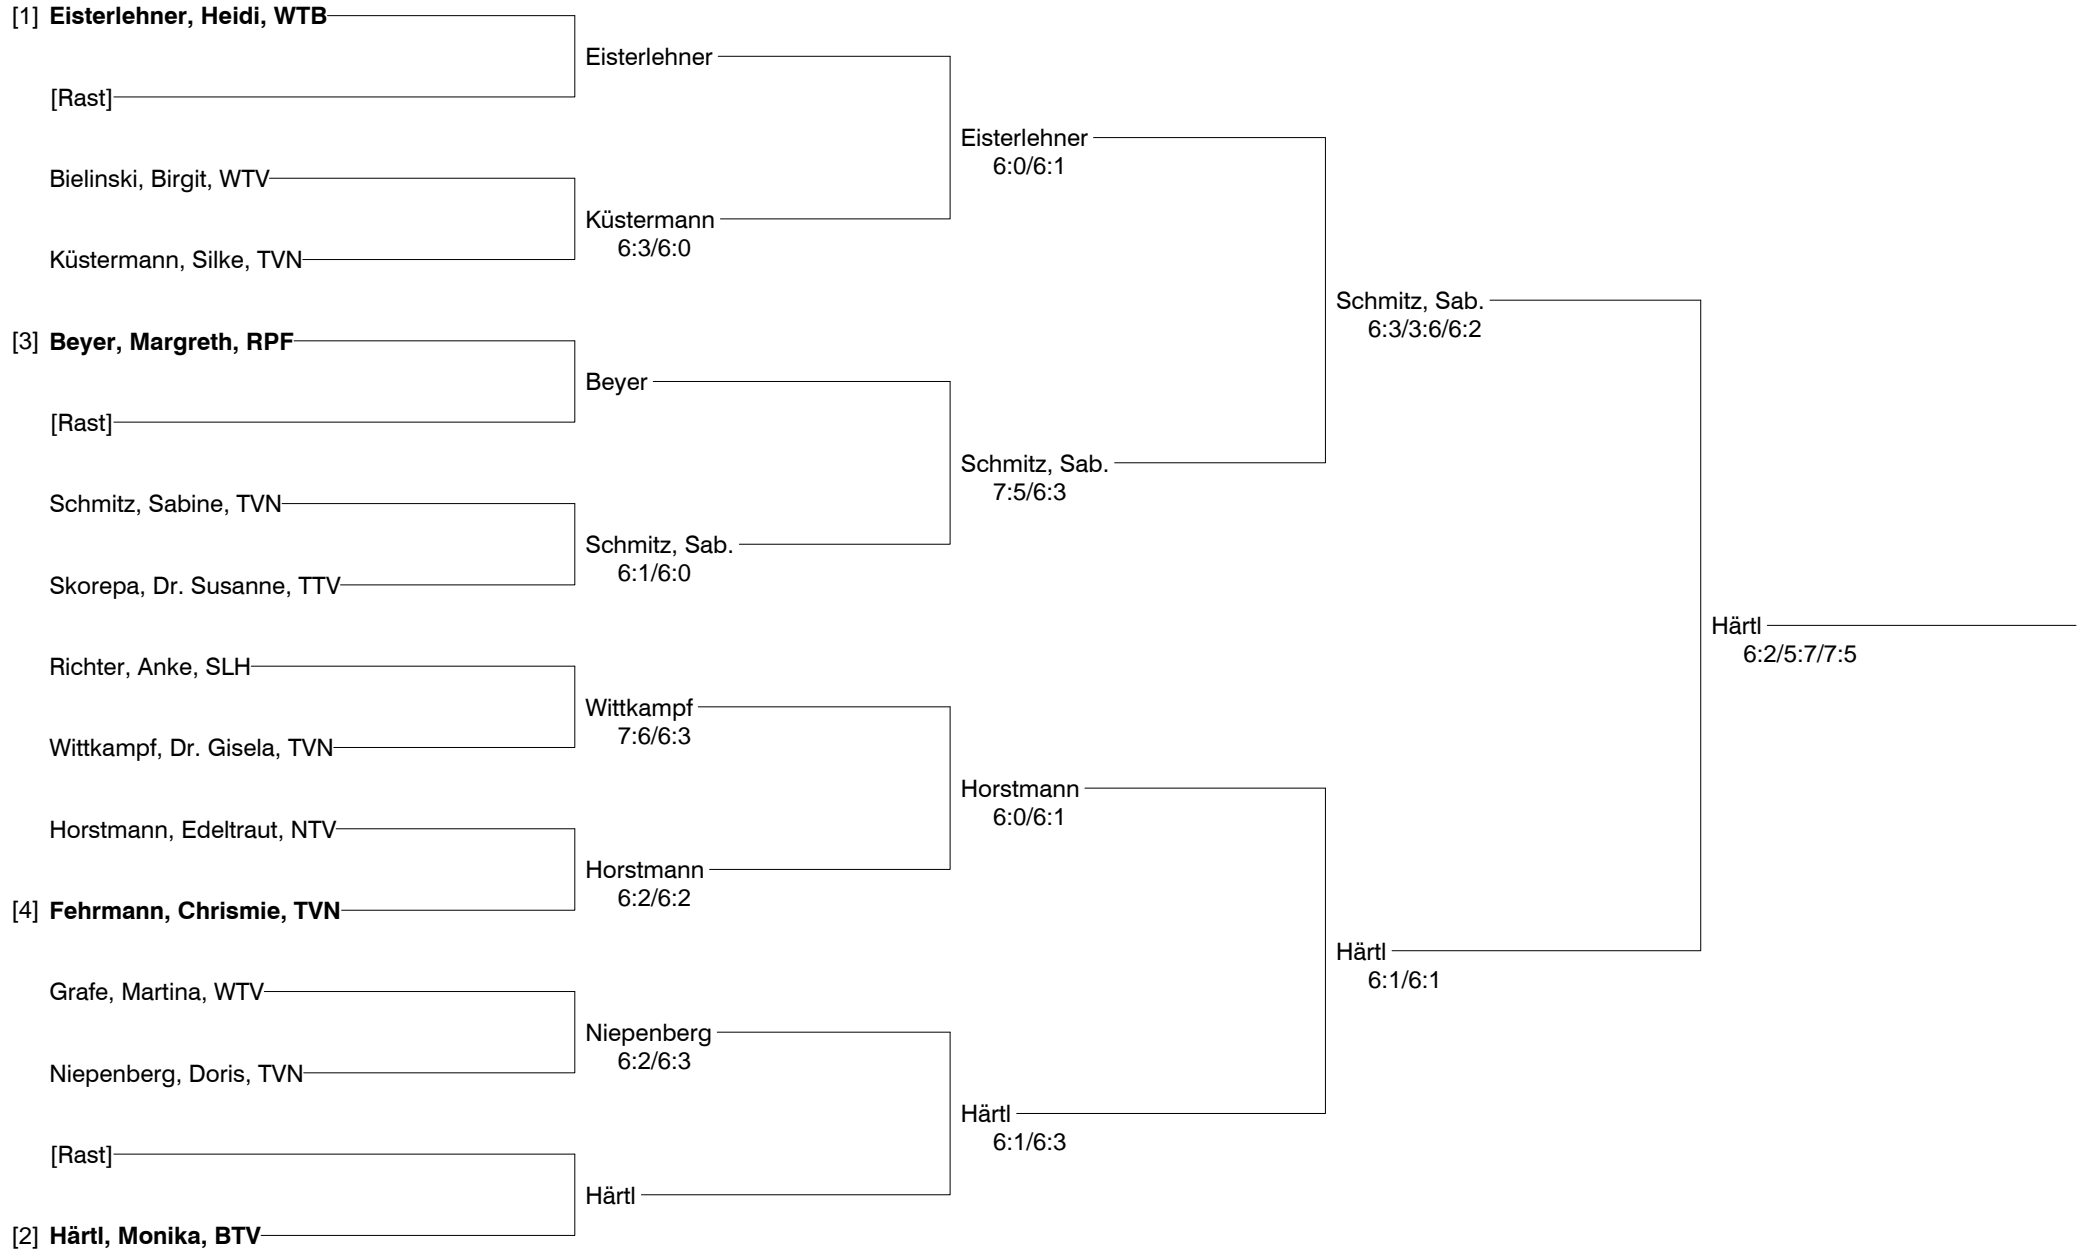 [1] Eisterlehner, Heidi, WTB
Eisterlehner
[Rast]
Eisterlehner
6:0/6:1
Bielinski, Birgit, WTV
Küstermann
6:3/6:0
Küstermann, Silke, TVN
Schmitz, Sab.
6:3/3:6/6:2
[3] Beyer, Margreth, RPF
Beyer
[Rast]
Schmitz, Sab.
7:5/6:3
Schmitz, Sabine, TVN
Schmitz, Sab.
6:1/6:0
Skorepa, Dr. Susanne, TTV
Härtl
6:2/5:7/7:5
Richter, Anke, SLH
Wittkampf
7:6/6:3
Wittkampf, Dr. Gisela, TVN
Horstmann
6:0/6:1
Horstmann, Edeltraut, NTV
Horstmann
6:2/6:2
[4] Fehrmann, Chrismie, TVN
Härtl
6:1/6:1
Grafe, Martina, WTV
Niepenberg
6:2/6:3
Niepenberg, Doris, TVN
Härtl
6:1/6:3
[Rast]
Härtl
[2] Härtl, Monika, BTV